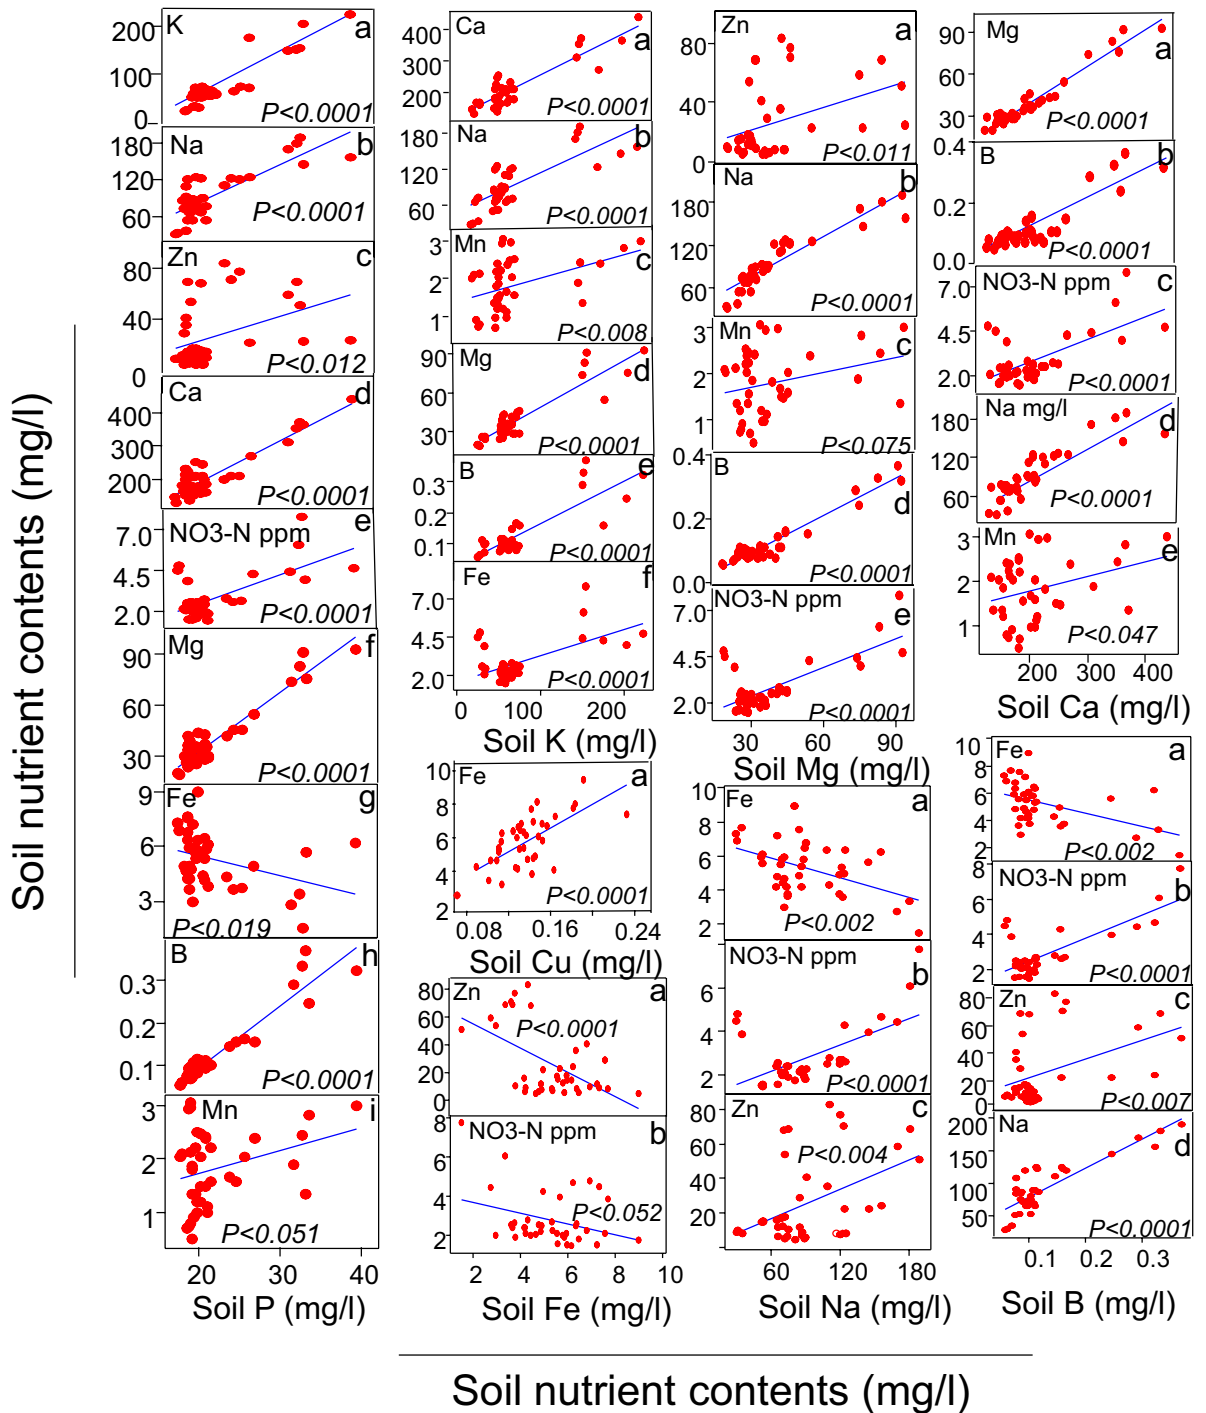 Soil nutrient contents (mg/l)
K
a
200
100
0
P<0.0001
Na
b
180
120
60
P<0.0001
Zn
c
80
40
0
P<0.012
Ca
d
400
300
200
P<0.0001
NO3-N ppm
e
7.0
4.5
2.0
P<0.0001
Mg
f
90
60
30
P<0.0001
Fe
g
9
6
3
P<0.019
B
h
0.3
0.2
0.1
P<0.0001
Mn
i
3
2
1
P<0.051
20 30 40
Soil P (mg/l)
Ca
a
400
300
200
P<0.0001
Na
b
180
120
60
P<0.0001
Mn
c
3
2
1
P<0.008
Mg
d
90
60
30
P<0.0001
B
e
0.3
0.2
0.1
P<0.0001
Fe
f
7.0
4.5
2.0
P<0.0001
0 100 200
Soil K (mg/l)
Fe
a
10
8
6
4
2
P<0.0001
0.08 0.16 0.24
Soil Cu (mg/l)
Zn
a
80
60
40
20
0
P<0.0001
NO3-N ppm
b
8
6
4
2
P<0.052
2 4 6 8 10
Soil Fe (mg/l)
Zn
a
80
40
0
P<0.011
Na
b
180
120
60
P<0.0001
Mn
c
3
2
1
P<0.075
B
d
0.4
0.2
0.0
P<0.0001
NO3-N ppm
e
7.0
4.5
2.0
P<0.0001
30 60 90
Soil Mg (mg/l)
Fe
a
10
8
6
4
2
P<0.002
NO3-N ppm
b
6
4
2
P<0.0001
Zn
c
80
60
40
20
P<0.004
60 120 180
Soil Na (mg/l)
Mg
a
90
60
30
P<0.0001
B
b
0.4
0.2
0.0
P<0.0001
NO3-N ppm
c
7.0
4.5
2.0
P<0.0001
Na mg/l
d
180
120
60
P<0.0001
Mn
e
3
2
1
P<0.047
200 300 400
Soil Ca (mg/l)
Fe
a
10
8
6
4
2
P<0.002
NO3-N ppm
b
6
4
2
P<0.0001
Zn
c
80
60
40
20
0
P<0.007
Na
d
200
150
100
50
P<0.0001
0.1 0.2 0.3
Soil B (mg/l)
Soil nutrient contents (mg/l)